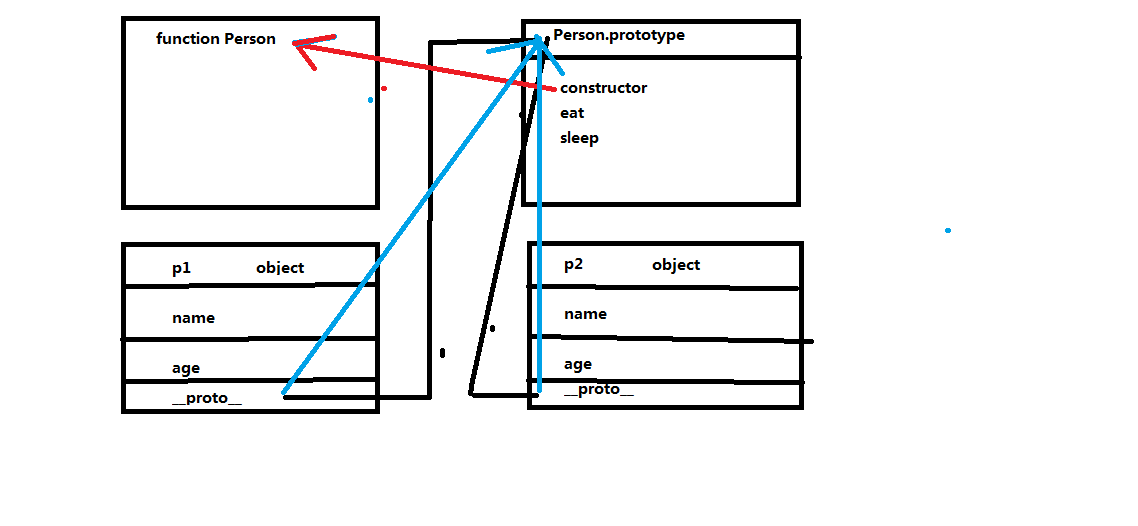 function Person
Person.prototype
constructor
eat
sleep
p1 object
name
age
__proto__
p2 object
name
age
__proto__